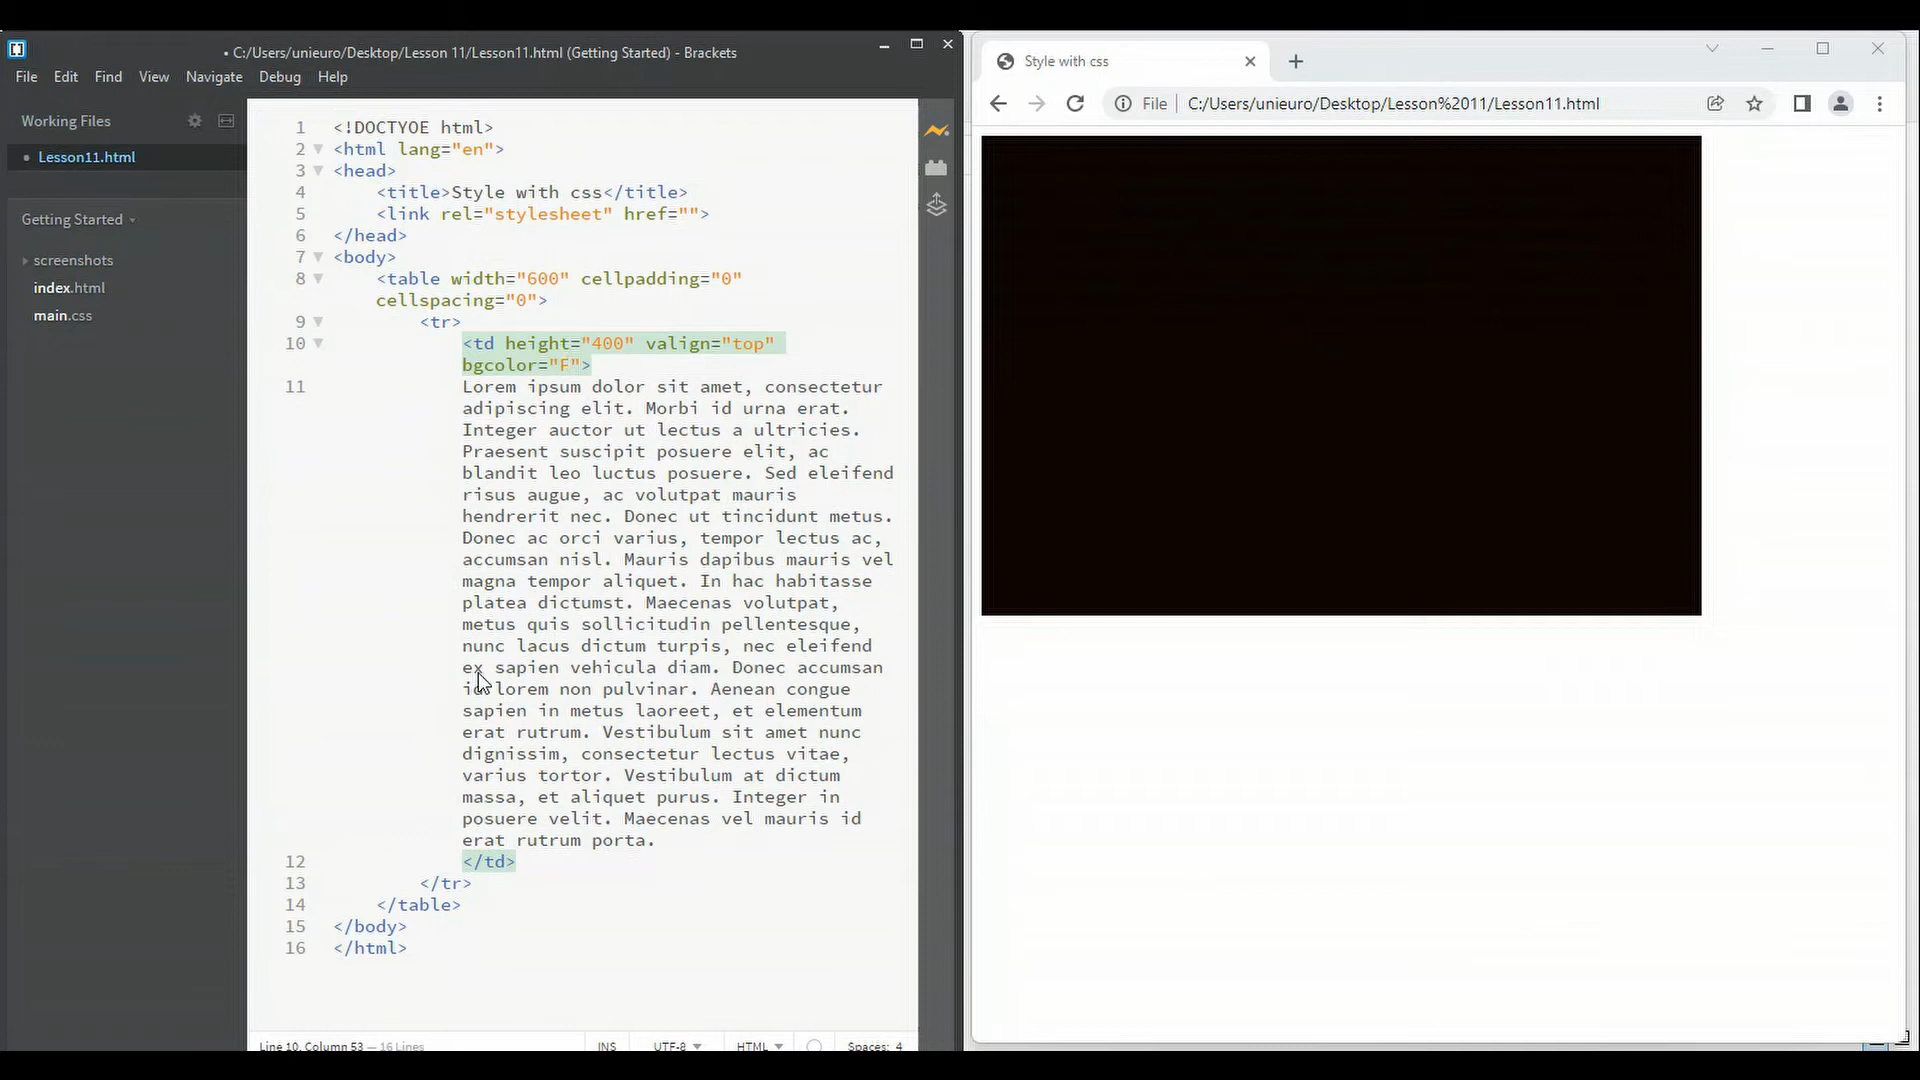 • C:/Users/unieuro/Desktop/Lesson 11/Lesson11.html (Getting Started) - Brackets
File Edit Find View Navigate Debug Help
Working Files
• Lesson11.html
Getting Started
screenshots
index.html
main.css
1 <!DOCTYOE html>
2 <html lang="en">
3 <head>
4 <title>Style with css</title>
5 <link rel="stylesheet" href="">
6 </head>
7 <body>
8 <table width="600" cellpadding="0"
cellspacing="0">
9 <tr>
10 <td height="400" valign="top"
bgcolor="F">
11 Lorem ipsum dolor sit amet, consectetur
adipiscing elit. Morbi id urna erat.
Integer auctor ut lectus a ultricies.
Praesent suscipit posuere elit, ac
blandit leo luctus posuere. Sed eleifend
risus augue, ac volutpat mauris
hendrerit nec. Donec ut tincidunt metus.
Donec ac orci varius, tempor lectus ac,
accumsan nisl. Mauris dapibus mauris vel
magna tempor aliquet. In hac habitasse
platea dictumst. Maecenas volutpat,
metus quis sollicitudin pellentesque,
nunc lacus dictum turpis, nec eleifend
ex sapien vehicula diam. Donec accumsan
id lorem non pulvinar. Aenean congue
sapien in metus laoreet, et elementum
erat rutrum. Vestibulum sit amet nunc
dignissim, consectetur lectus vitae,
varius tortor. Vestibulum at dictum
massa, et aliquet purus. Integer in
posuere velit. Maecenas vel mauris id
erat rutrum porta.
12 </td>
13 </tr>
14 </table>
15 </body>
16 </html>
Line 10, Column 53 — 16 Lines INS UTF-8 HTML Spaces: 4
Style with css
File C:/Users/unieuro/Desktop/Lesson%2011/Lesson11.html